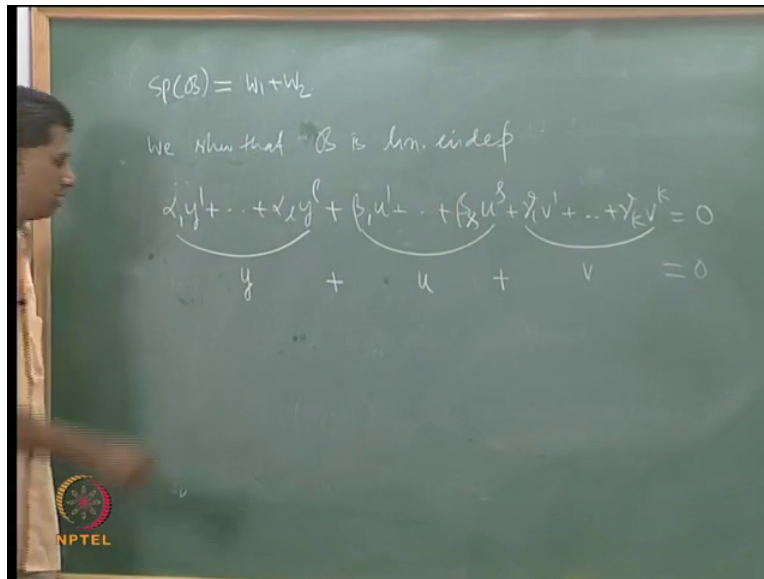 Sp(𝓑) = W₁ + W₂
We show that 𝓑 is lin. indep
α₁y¹ + .. + αₗyˡ + β₁u¹ + .. + βₛuˢ + γ₁v¹ + .. + γₖvᵏ = 0
y + u + v = 0
NPTEL